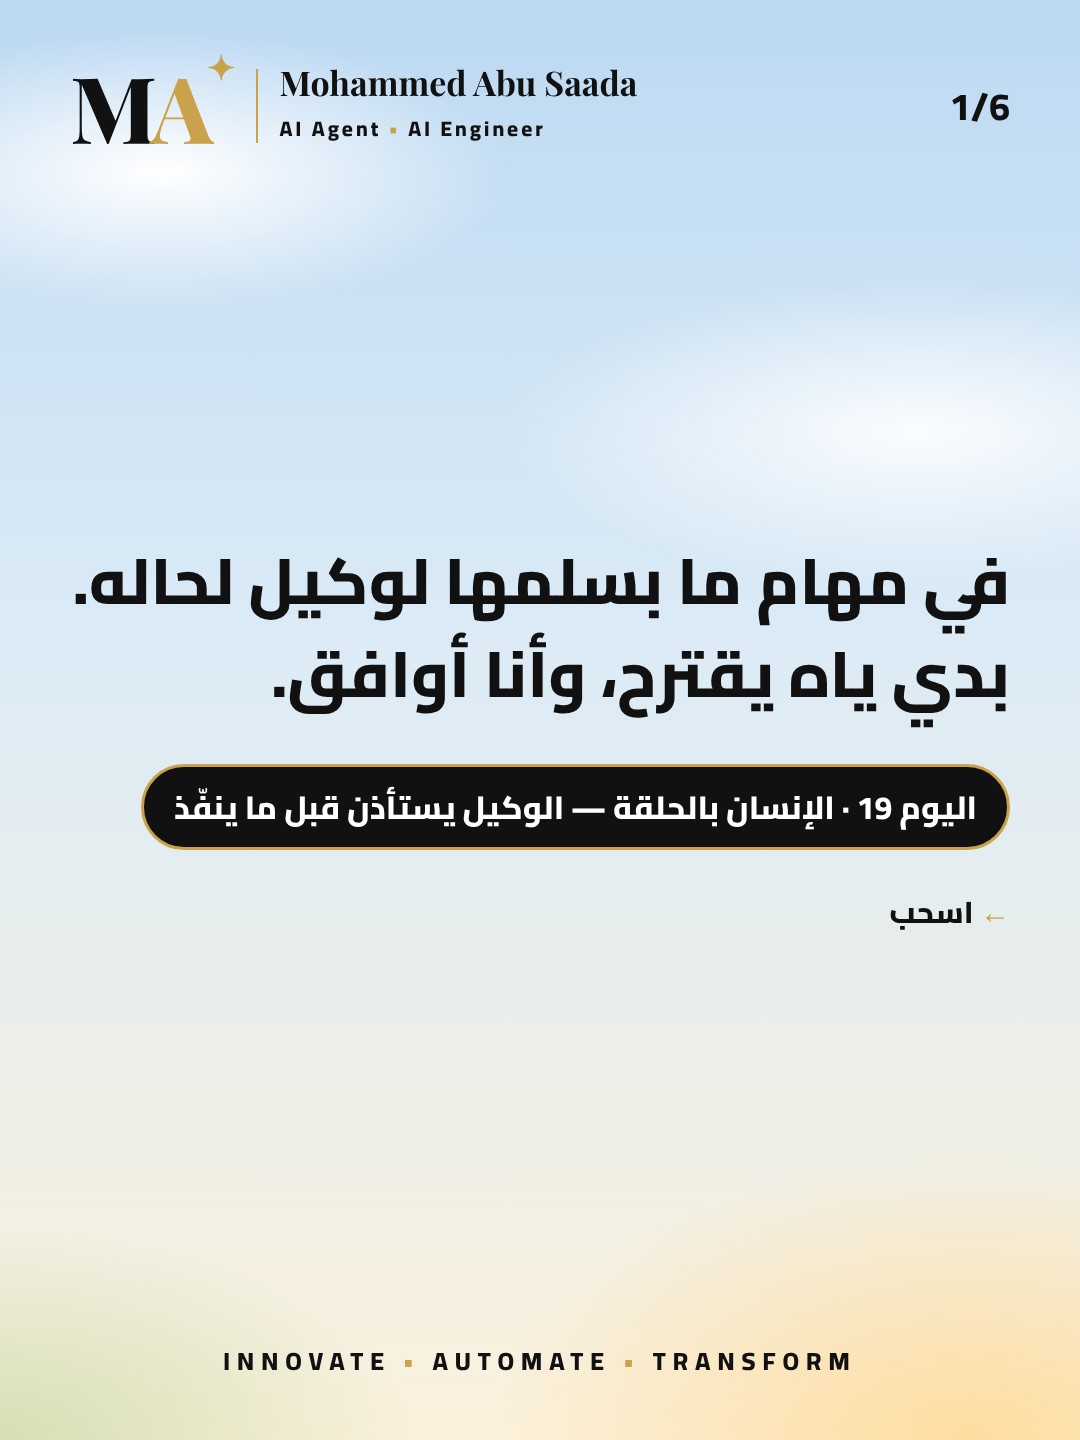 MA
Mohammed Abu Saada
AI Agent ▪ AI Engineer
1/6
في مهام ما بسلمها لوكيل لحاله.
بدي ياه يقترح، وأنا أوافق.
اليوم 19 · الإنسان بالحلقة — الوكيل يستأذن قبل ما ينفّذ
← اسحب
INNOVATE ▪ AUTOMATE ▪ TRANSFORM